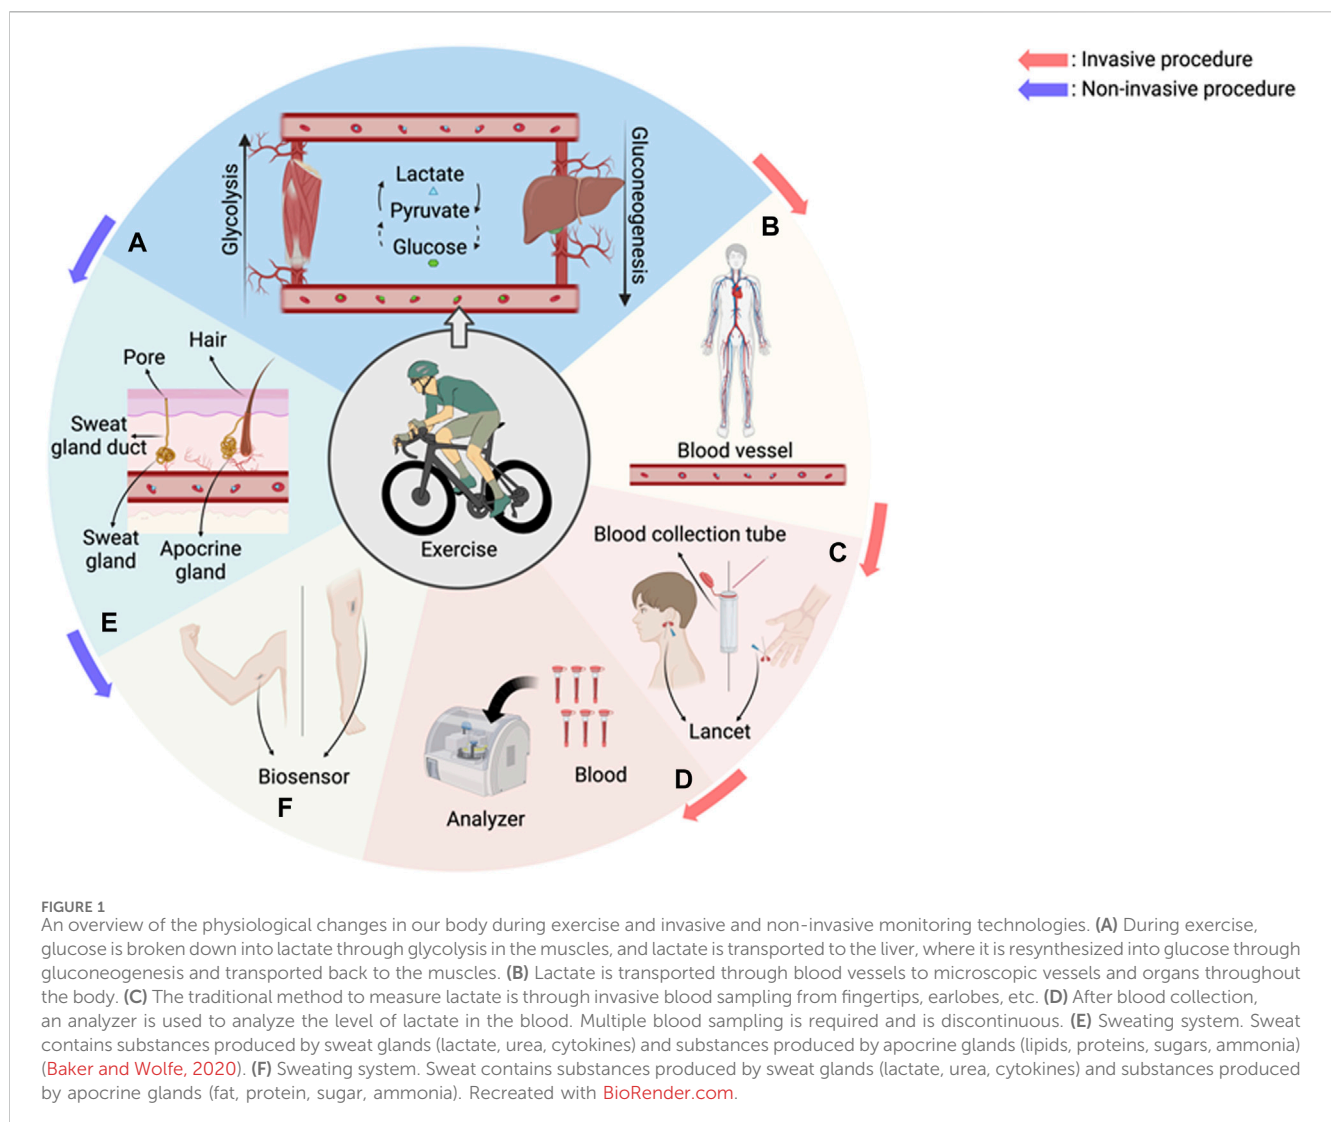 : Invasive procedure
: Non-invasive procedure
A
Glycolysis
Lactate
Pyruvate
Glucose
Gluconeogenesis
B
Blood vessel
Exercise
C
Blood collection tube
Lancet
D
Blood
Analyzer
Hair
Pore
Sweat
gland duct
Sweat
gland
Apocrine
gland
E
Biosensor
F
FIGURE 1
An overview of the physiological changes in our body during exercise and invasive and non-invasive monitoring technologies. (A) During exercise,
glucose is broken down into lactate through glycolysis in the muscles, and lactate is transported to the liver, where it is resynthesized into glucose through
gluconeogenesis and transported back to the muscles. (B) Lactate is transported through blood vessels to microscopic vessels and organs throughout
the body. (C) The traditional method to measure lactate is through invasive blood sampling from fingertips, earlobes, etc. (D) After blood collection,
an analyzer is used to analyze the level of lactate in the blood. Multiple blood sampling is required and is discontinuous. (E) Sweating system. Sweat
contains substances produced by sweat glands (lactate, urea, cytokines) and substances produced by apocrine glands (lipids, proteins, sugars, ammonia)
(Baker and Wolfe, 2020). (F) Sweating system. Sweat contains substances produced by sweat glands (lactate, urea, cytokines) and substances produced
by apocrine glands (fat, protein, sugar, ammonia). Recreated with BioRender.com.